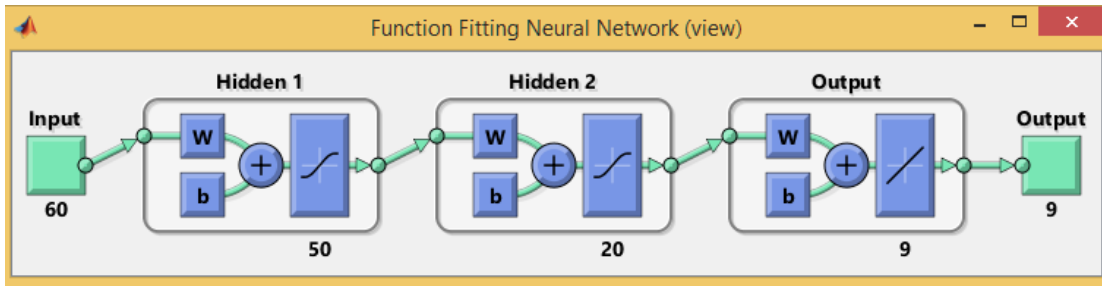 Function Fitting Neural Network (view)
Hidden 1
Hidden 2
Output
Input
Output
W
W
W
b
b
b
60
50
20
9
9